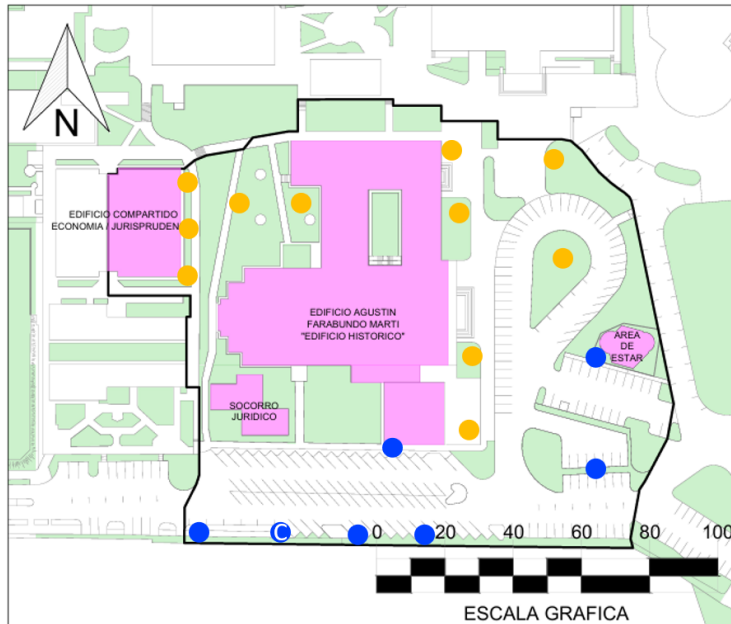 N
EDIFICIO COMPARTIDO
ECONOMIA / JURISPRUDEN
EDIFICIO AGUSTIN
FARABUNDO MARTI
"EDIFICIO HISTORICO"
AREA
DE
ESTAR
SOCORRO
JURIDICO
C
0 20 40 60 80 100
ESCALA GRAFICA